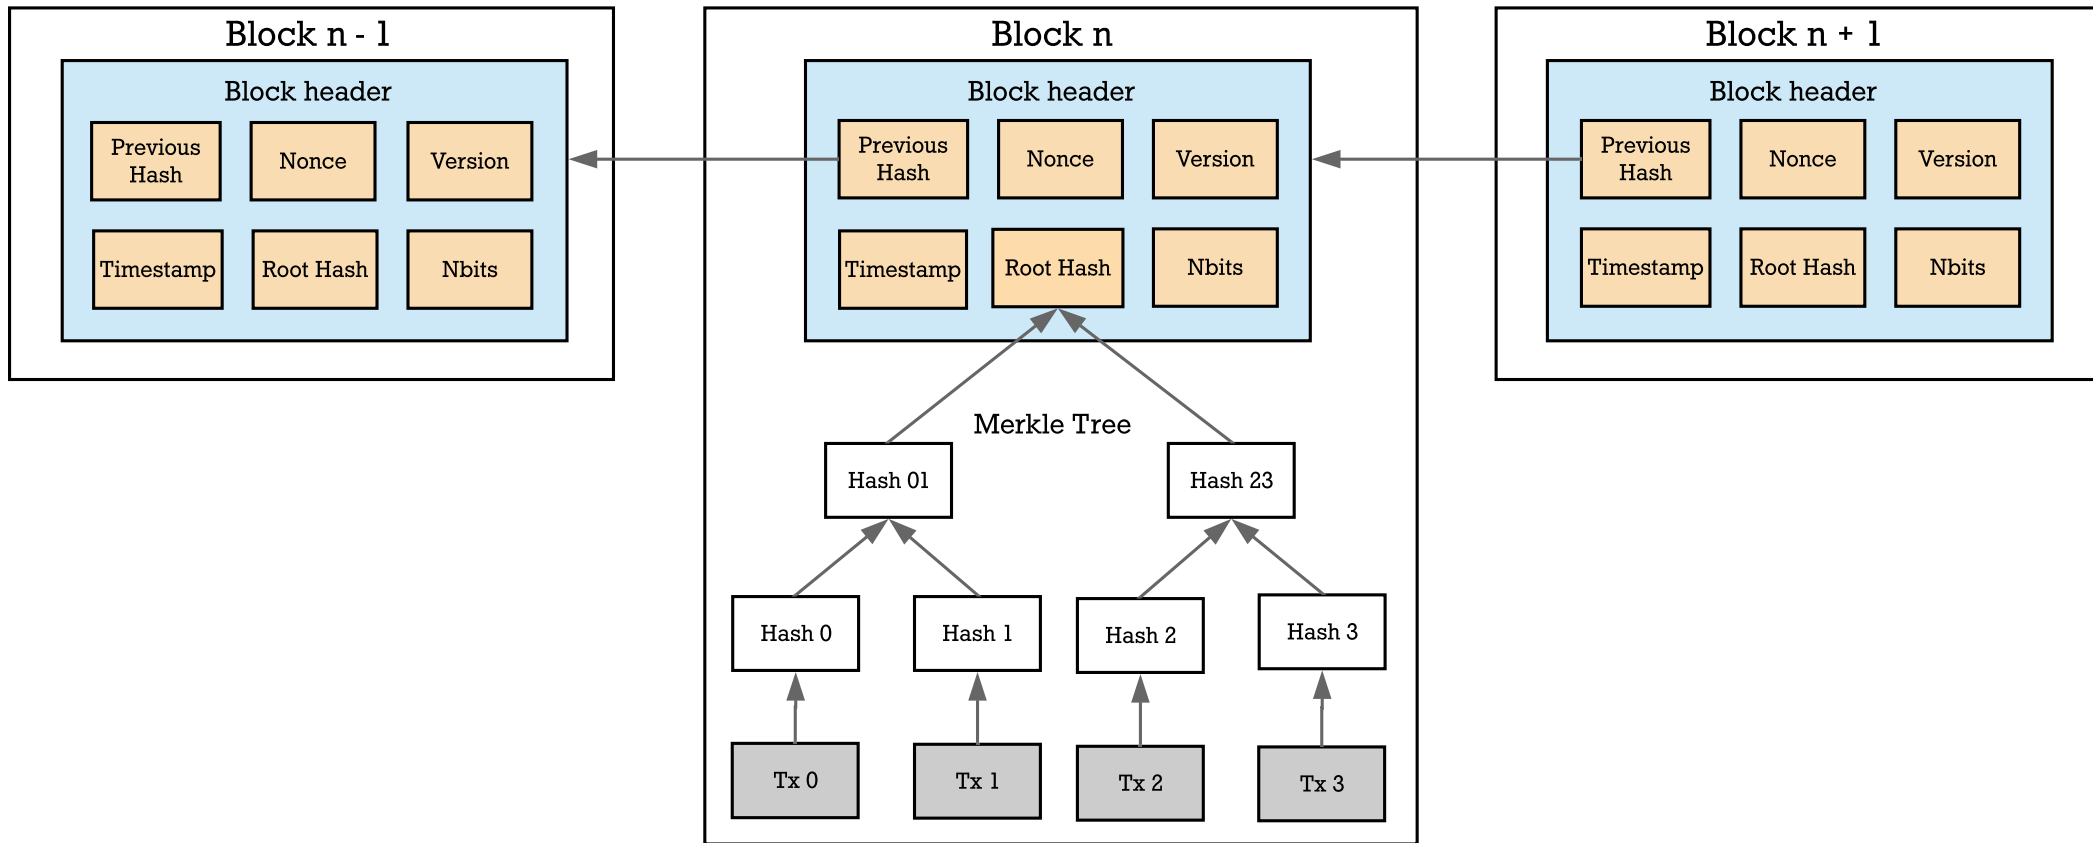 Block n - 1
Block header
Previous
Hash
Nonce
Version
Timestamp
Root Hash
Nbits
Block n
Block header
Previous
Hash
Nonce
Version
Timestamp
Root Hash
Nbits
Merkle Tree
Hash 01
Hash 23
Hash 0
Hash 1
Hash 2
Hash 3
Tx 0
Tx 1
Tx 2
Tx 3
Block n + 1
Block header
Previous
Hash
Nonce
Version
Timestamp
Root Hash
Nbits